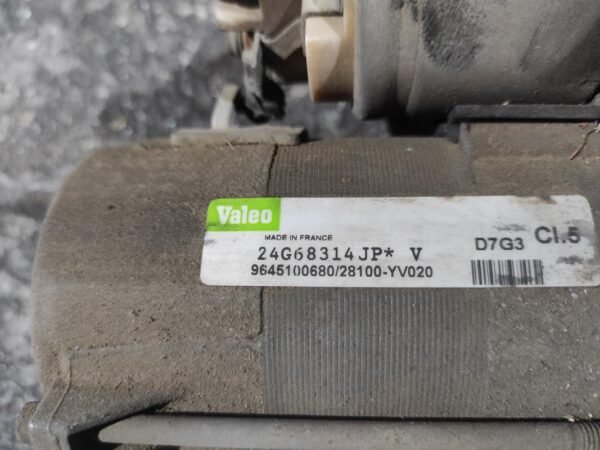 Valeo
MADE IN FRANCE
24G68314JP* V
9645100680/28100-YV020
D7G3 Cl.5